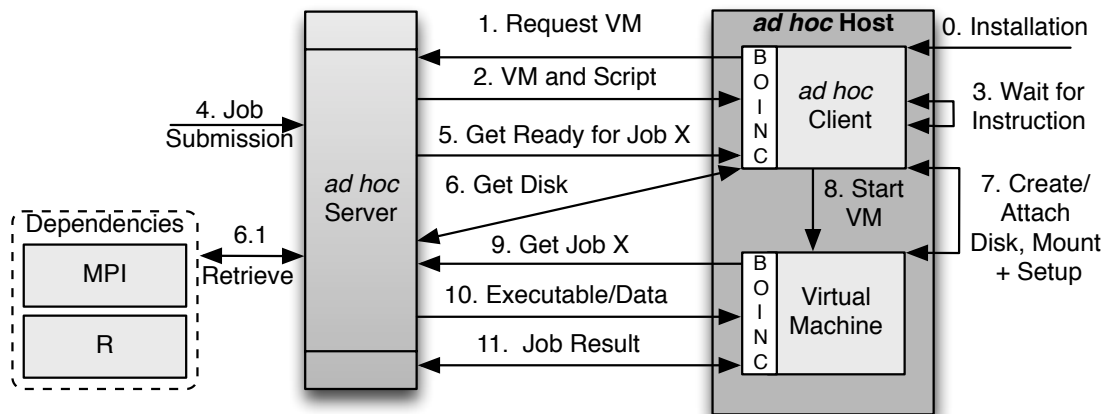 ad hoc Host
0. Installation
1. Request VM
BOINC
ad hoc
Client
2. VM and Script
3. Wait for
Instruction
4. Job
Submission
5. Get Ready for Job X
ad hoc
Server
6. Get Disk
8. Start
VM
7. Create/
Attach
Disk, Mount
+ Setup
Dependencies
MPI
R
6.1
Retrieve
9. Get Job X
BOINC
Virtual
Machine
10. Executable/Data
11. Job Result